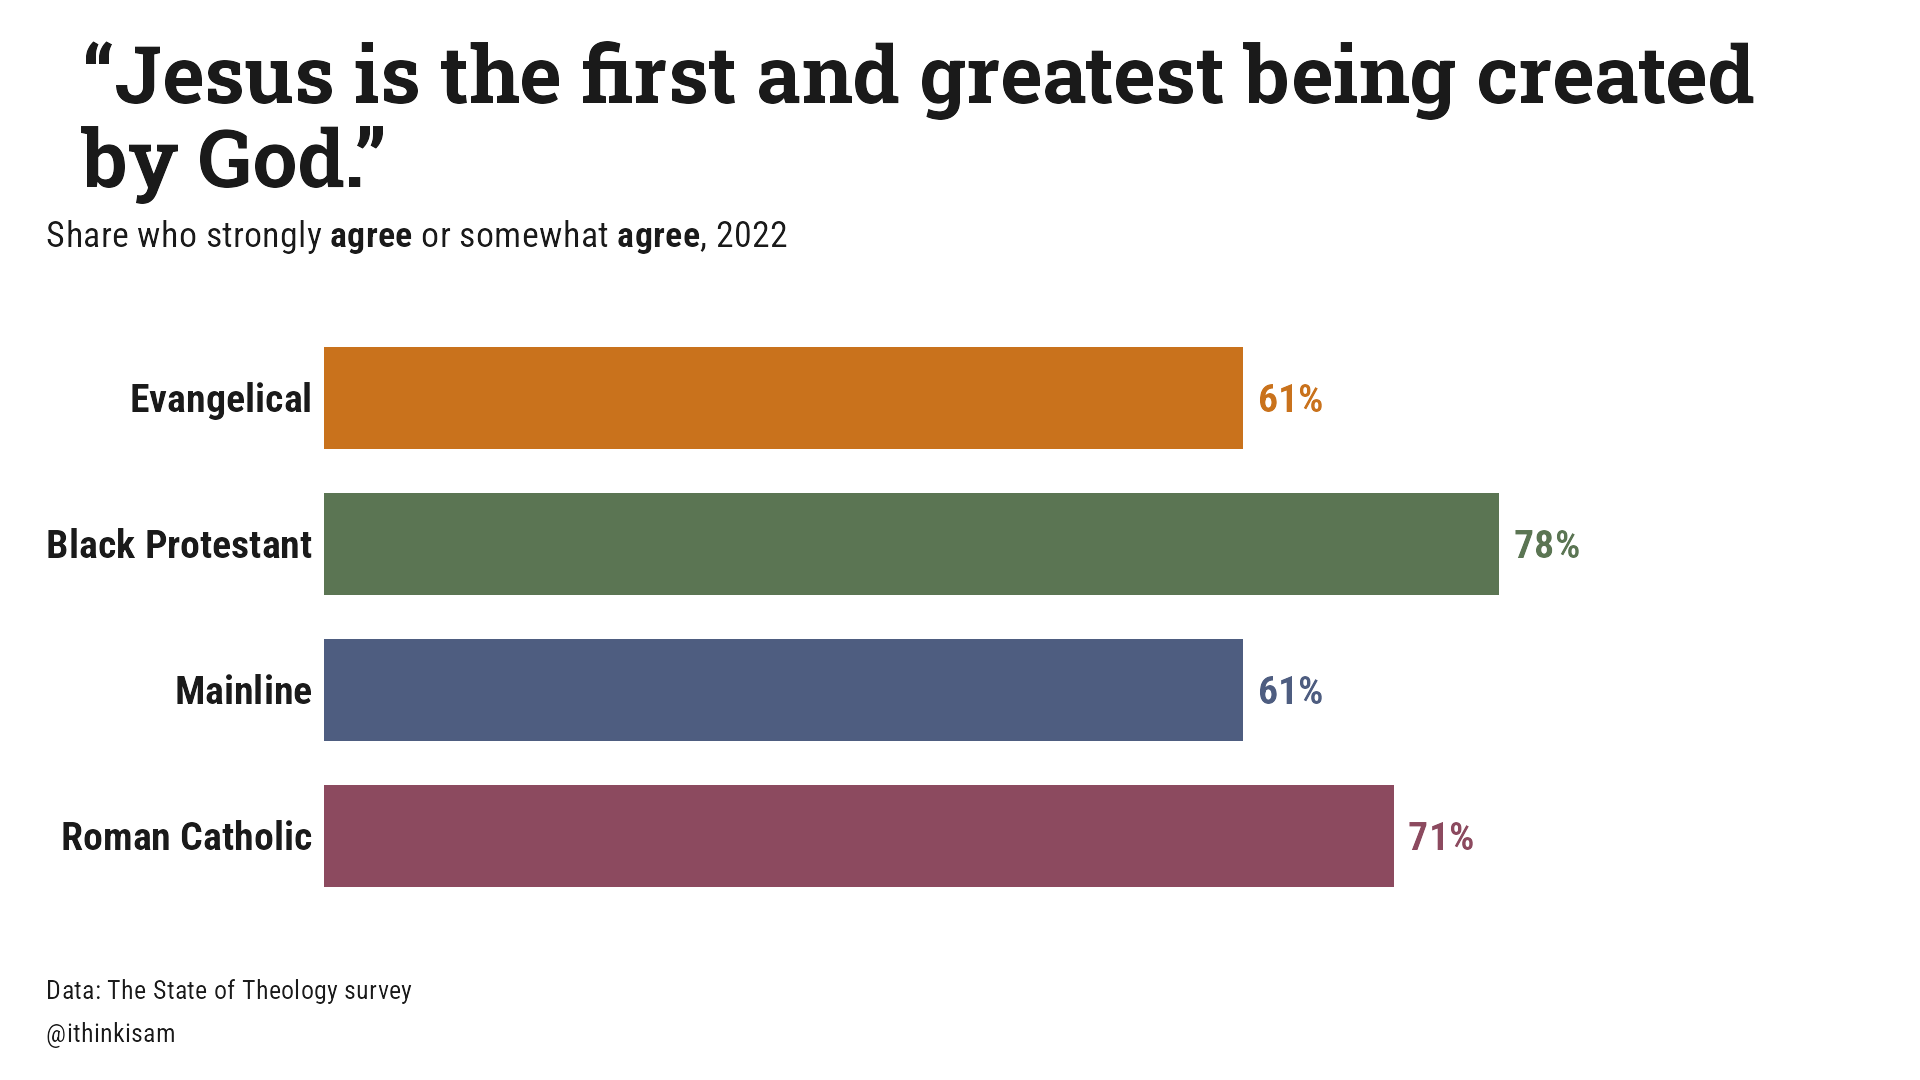 “Jesus is the first and greatest being created
by God.”
Share who strongly agree or somewhat agree, 2022
Evangelical 61%
Black Protestant 78%
Mainline 61%
Roman Catholic 71%
Data: The State of Theology survey
@ithinkisam